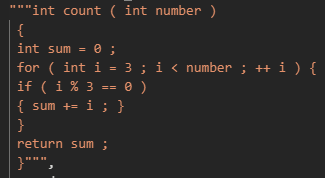 """int count ( int number )
{
int sum = 0 ;
for ( int i = 3 ; i < number ; ++ i ) {
if ( i % 3 == 0 )
{ sum += i ; }
}
return sum ;
}""",